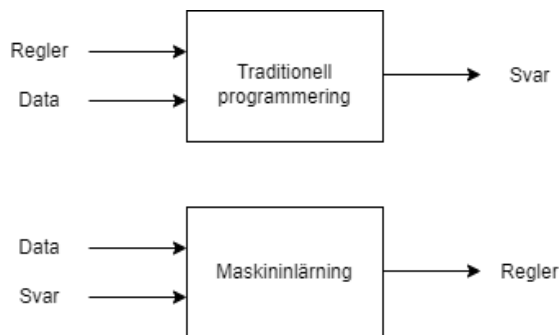 Regler
Data
Traditionell
programmering
Svar
Data
Svar
Maskininlärning
Regler